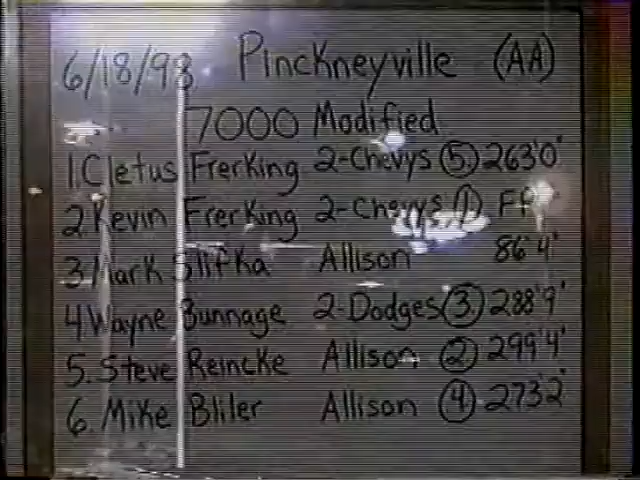 6/18/98 Pinckneyville (AA)
7000 Modified
1. Cletus Frerking 2-Chevys 5 263'0"
2. Kevin Frerking 2-Chevys 1 FP
3. Mark Slifka Allison 86'4"
4 Wayne Bunnage 2-Dodges 3 288'9"
5. Steve Reincke Allison 2 299'4"
6. Mike Bliler Allison 4 273'2"